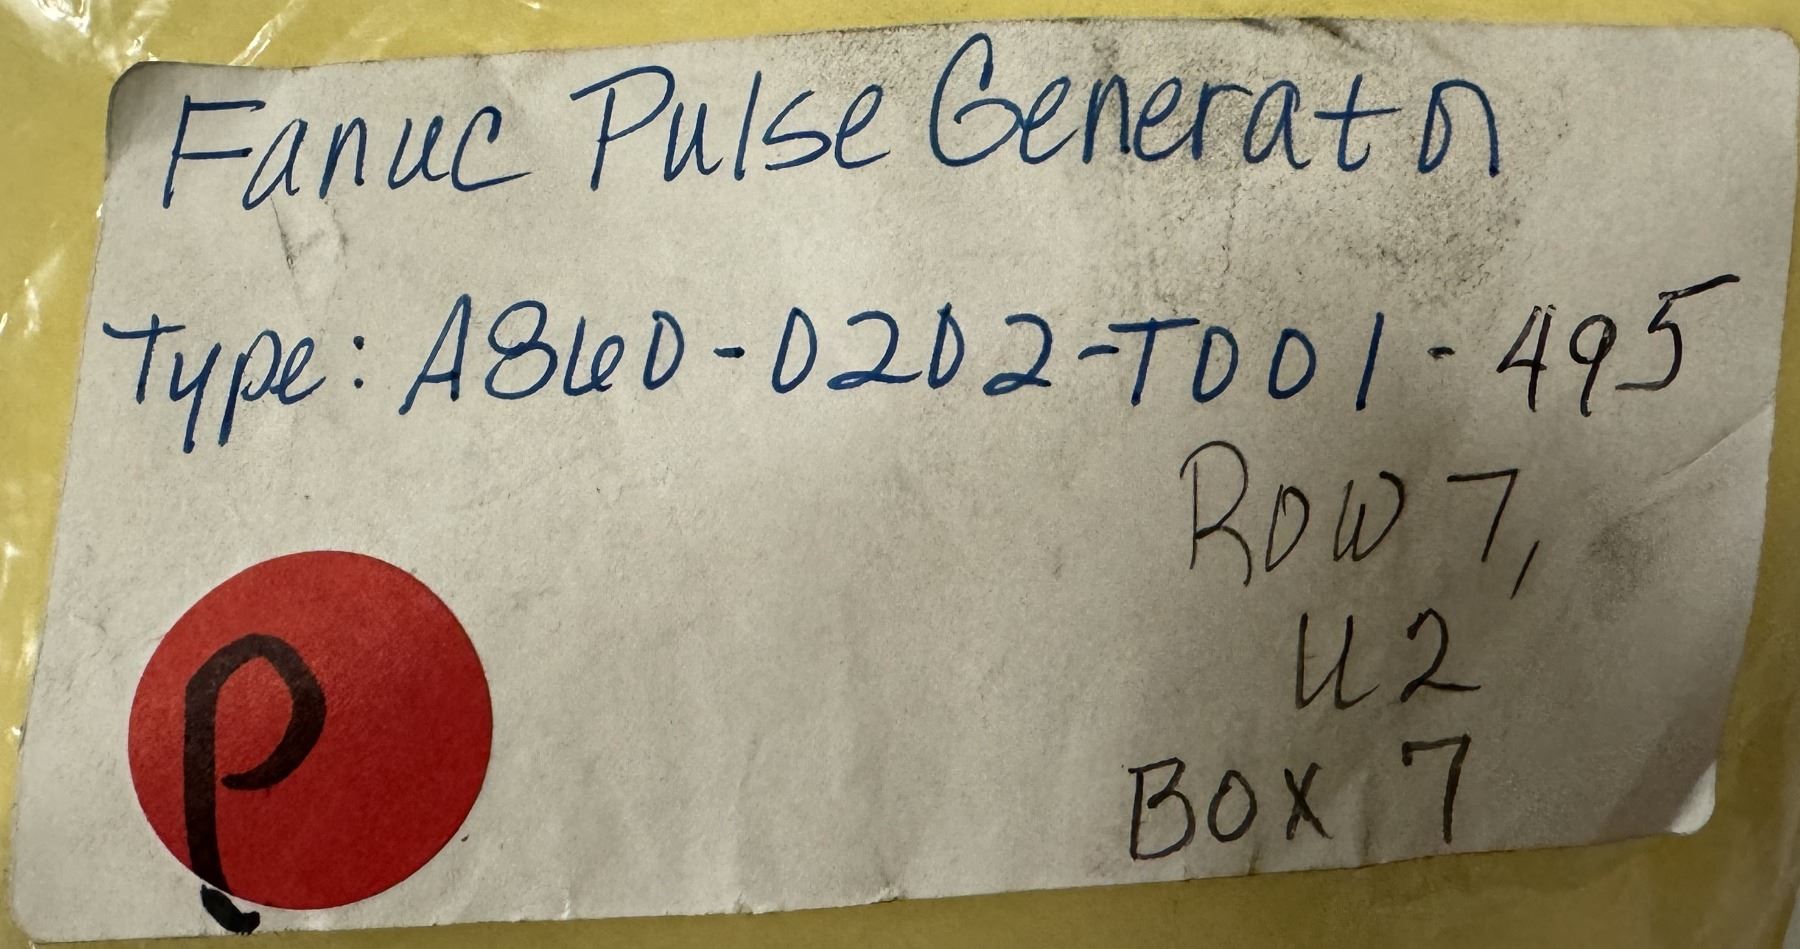 Fanuc Pulse Generator
Type: A860-0202-T001-495
Row 7,
U2
Box 7
P